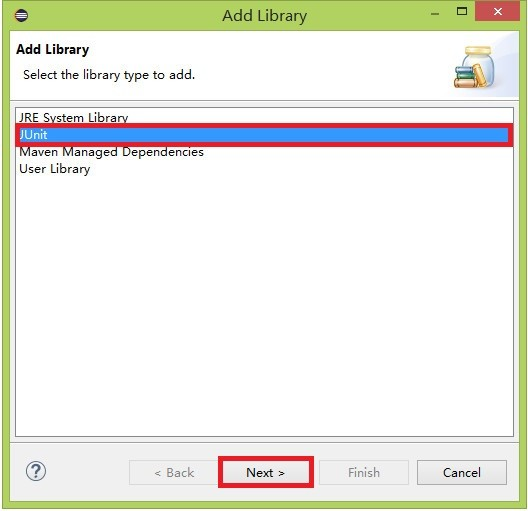 Add Library
Add Library
Select the library type to add.
JRE System Library
JUnit
Maven Managed Dependencies
User Library
?
< Back Next > Finish Cancel